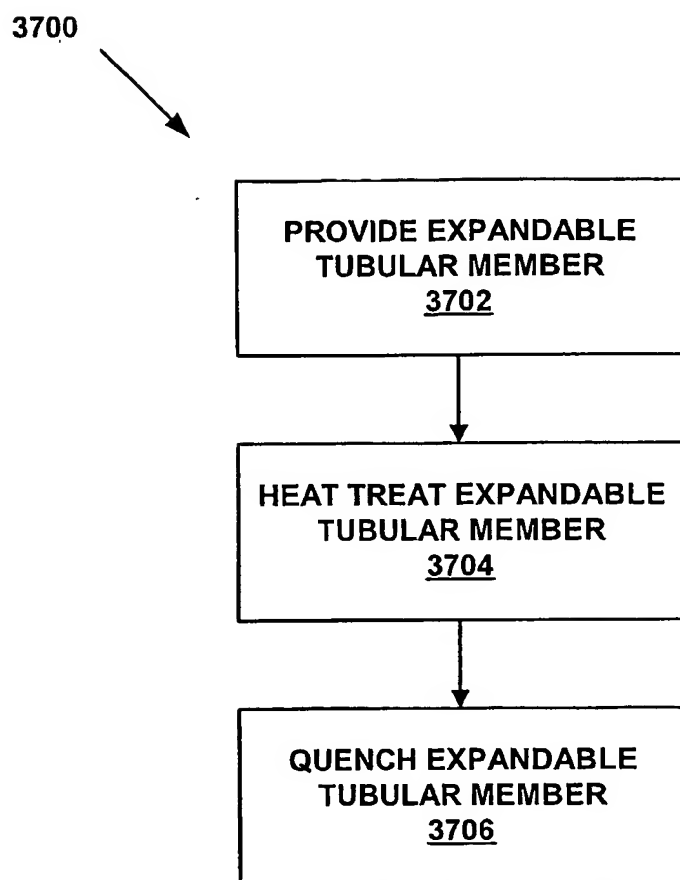 3700
PROVIDE EXPANDABLE
TUBULAR MEMBER
3702
HEAT TREAT EXPANDABLE
TUBULAR MEMBER
3704
QUENCH EXPANDABLE
TUBULAR MEMBER
3706